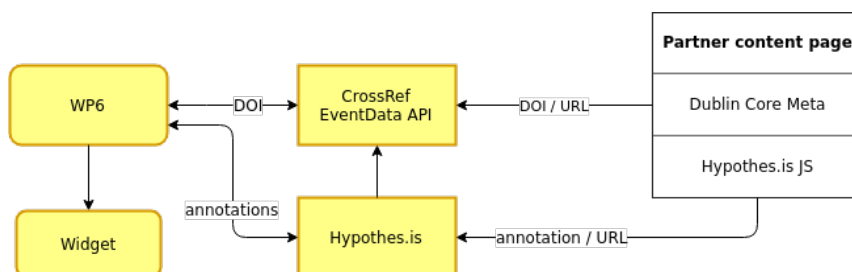 Partner content page
WP6
DOI
CrossRef
EventData API
DOI / URL
Dublin Core Meta
Hypothes.is JS
annotations
Widget
Hypothes.is
annotation / URL